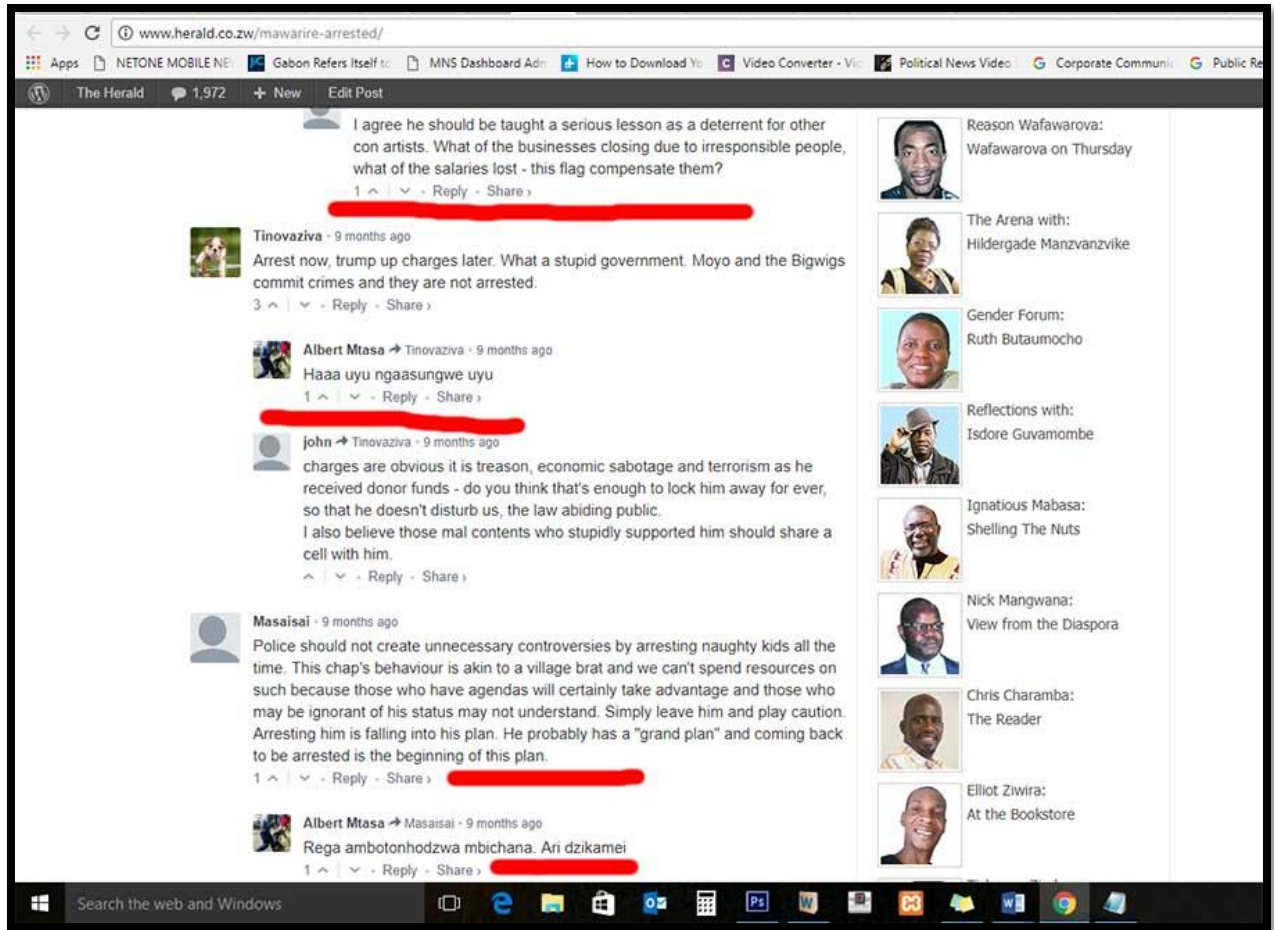 www.herald.co.zw/mawarire-arrested/
Apps NETONE MOBILE NE Gabon Refers Itself to MNS Dashboard Adn How to Download Yo Video Converter - Vic Political News Video Corporate Communic Public Re
The Herald 1,972 + New Edit Post
I agree he should be taught a serious lesson as a deterrent for other
con artists. What of the businesses closing due to irresponsible people,
what of the salaries lost - this flag compensate them?
1 Reply Share ›
Tinovaziva · 9 months ago
Arrest now, trump up charges later. What a stupid government. Moyo and the Bigwigs
commit crimes and they are not arrested.
3 Reply Share ›
Albert Mtasa Tinovaziva · 9 months ago
Haaa uyu ngaasungwe uyu
1 Reply Share ›
john Tinovaziva · 9 months ago
charges are obvious it is treason, economic sabotage and terrorism as he
received donor funds - do you think that's enough to lock him away for ever,
so that he doesn't disturb us, the law abiding public.
I also believe those mal contents who stupidly supported him should share a
cell with him.
Reply Share ›
Masaisai · 9 months ago
Police should not create unnecessary controversies by arresting naughty kids all the
time. This chap's behaviour is akin to a village brat and we can't spend resources on
such because those who have agendas will certainly take advantage and those who
may be ignorant of his status may not understand. Simply leave him and play caution.
Arresting him is falling into his plan. He probably has a "grand plan" and coming back
to be arrested is the beginning of this plan.
1 Reply Share ›
Albert Mtasa Masaisai · 9 months ago
Rega ambotonhodzwa mbichana. Ari dzikamei
1 Reply Share ›
Reason Wafawarova:
Wafawarova on Thursday
The Arena with:
Hildergade Manzvanzvike
Gender Forum:
Ruth Butaumocho
Reflections with:
Isdore Guvamombe
Ignatious Mabasa:
Shelling The Nuts
Nick Mangwana:
View from the Diaspora
Chris Charamba:
The Reader
Elliot Ziwira:
At the Bookstore
Search the web and Windows